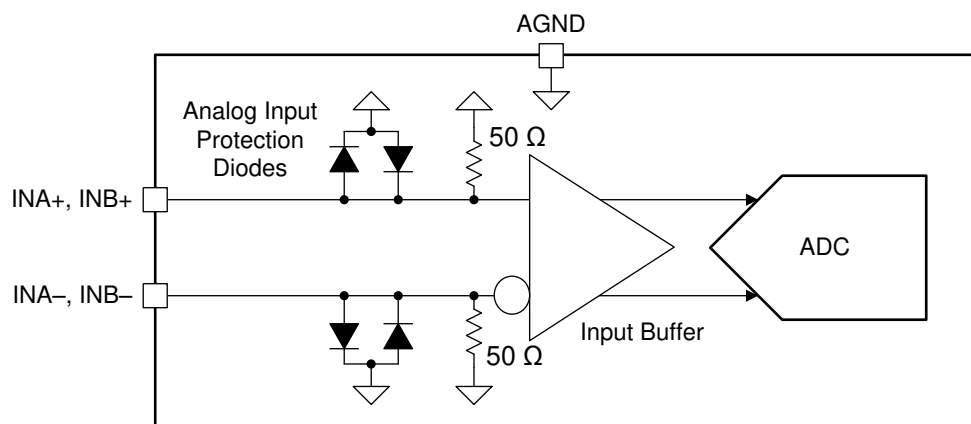 AGND
Analog Input
Protection
Diodes
50 Ω
INA+, INB+
ADC
INA–, INB–
Input Buffer
50 Ω